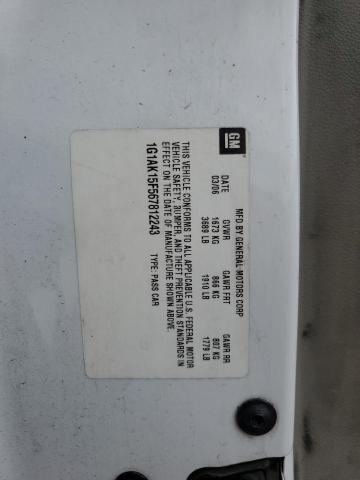 GM
MFD BY GENERAL MOTORS CORP
DATE GVWR GAWR FRT GAWR RR
03/06 1673 KG 866 KG 807 KG
3689 LB 1910 LB 1779 LB
THIS VEHICLE CONFORMS TO ALL APPLICABLE U.S. FEDERAL MOTOR
VEHICLE SAFETY, BUMPER, AND THEFT PREVENTION STANDARDS IN
EFFECT ON THE DATE OF MANUFACTURE SHOWN ABOVE.
1G1AK15F567812243 TYPE: PASS CAR